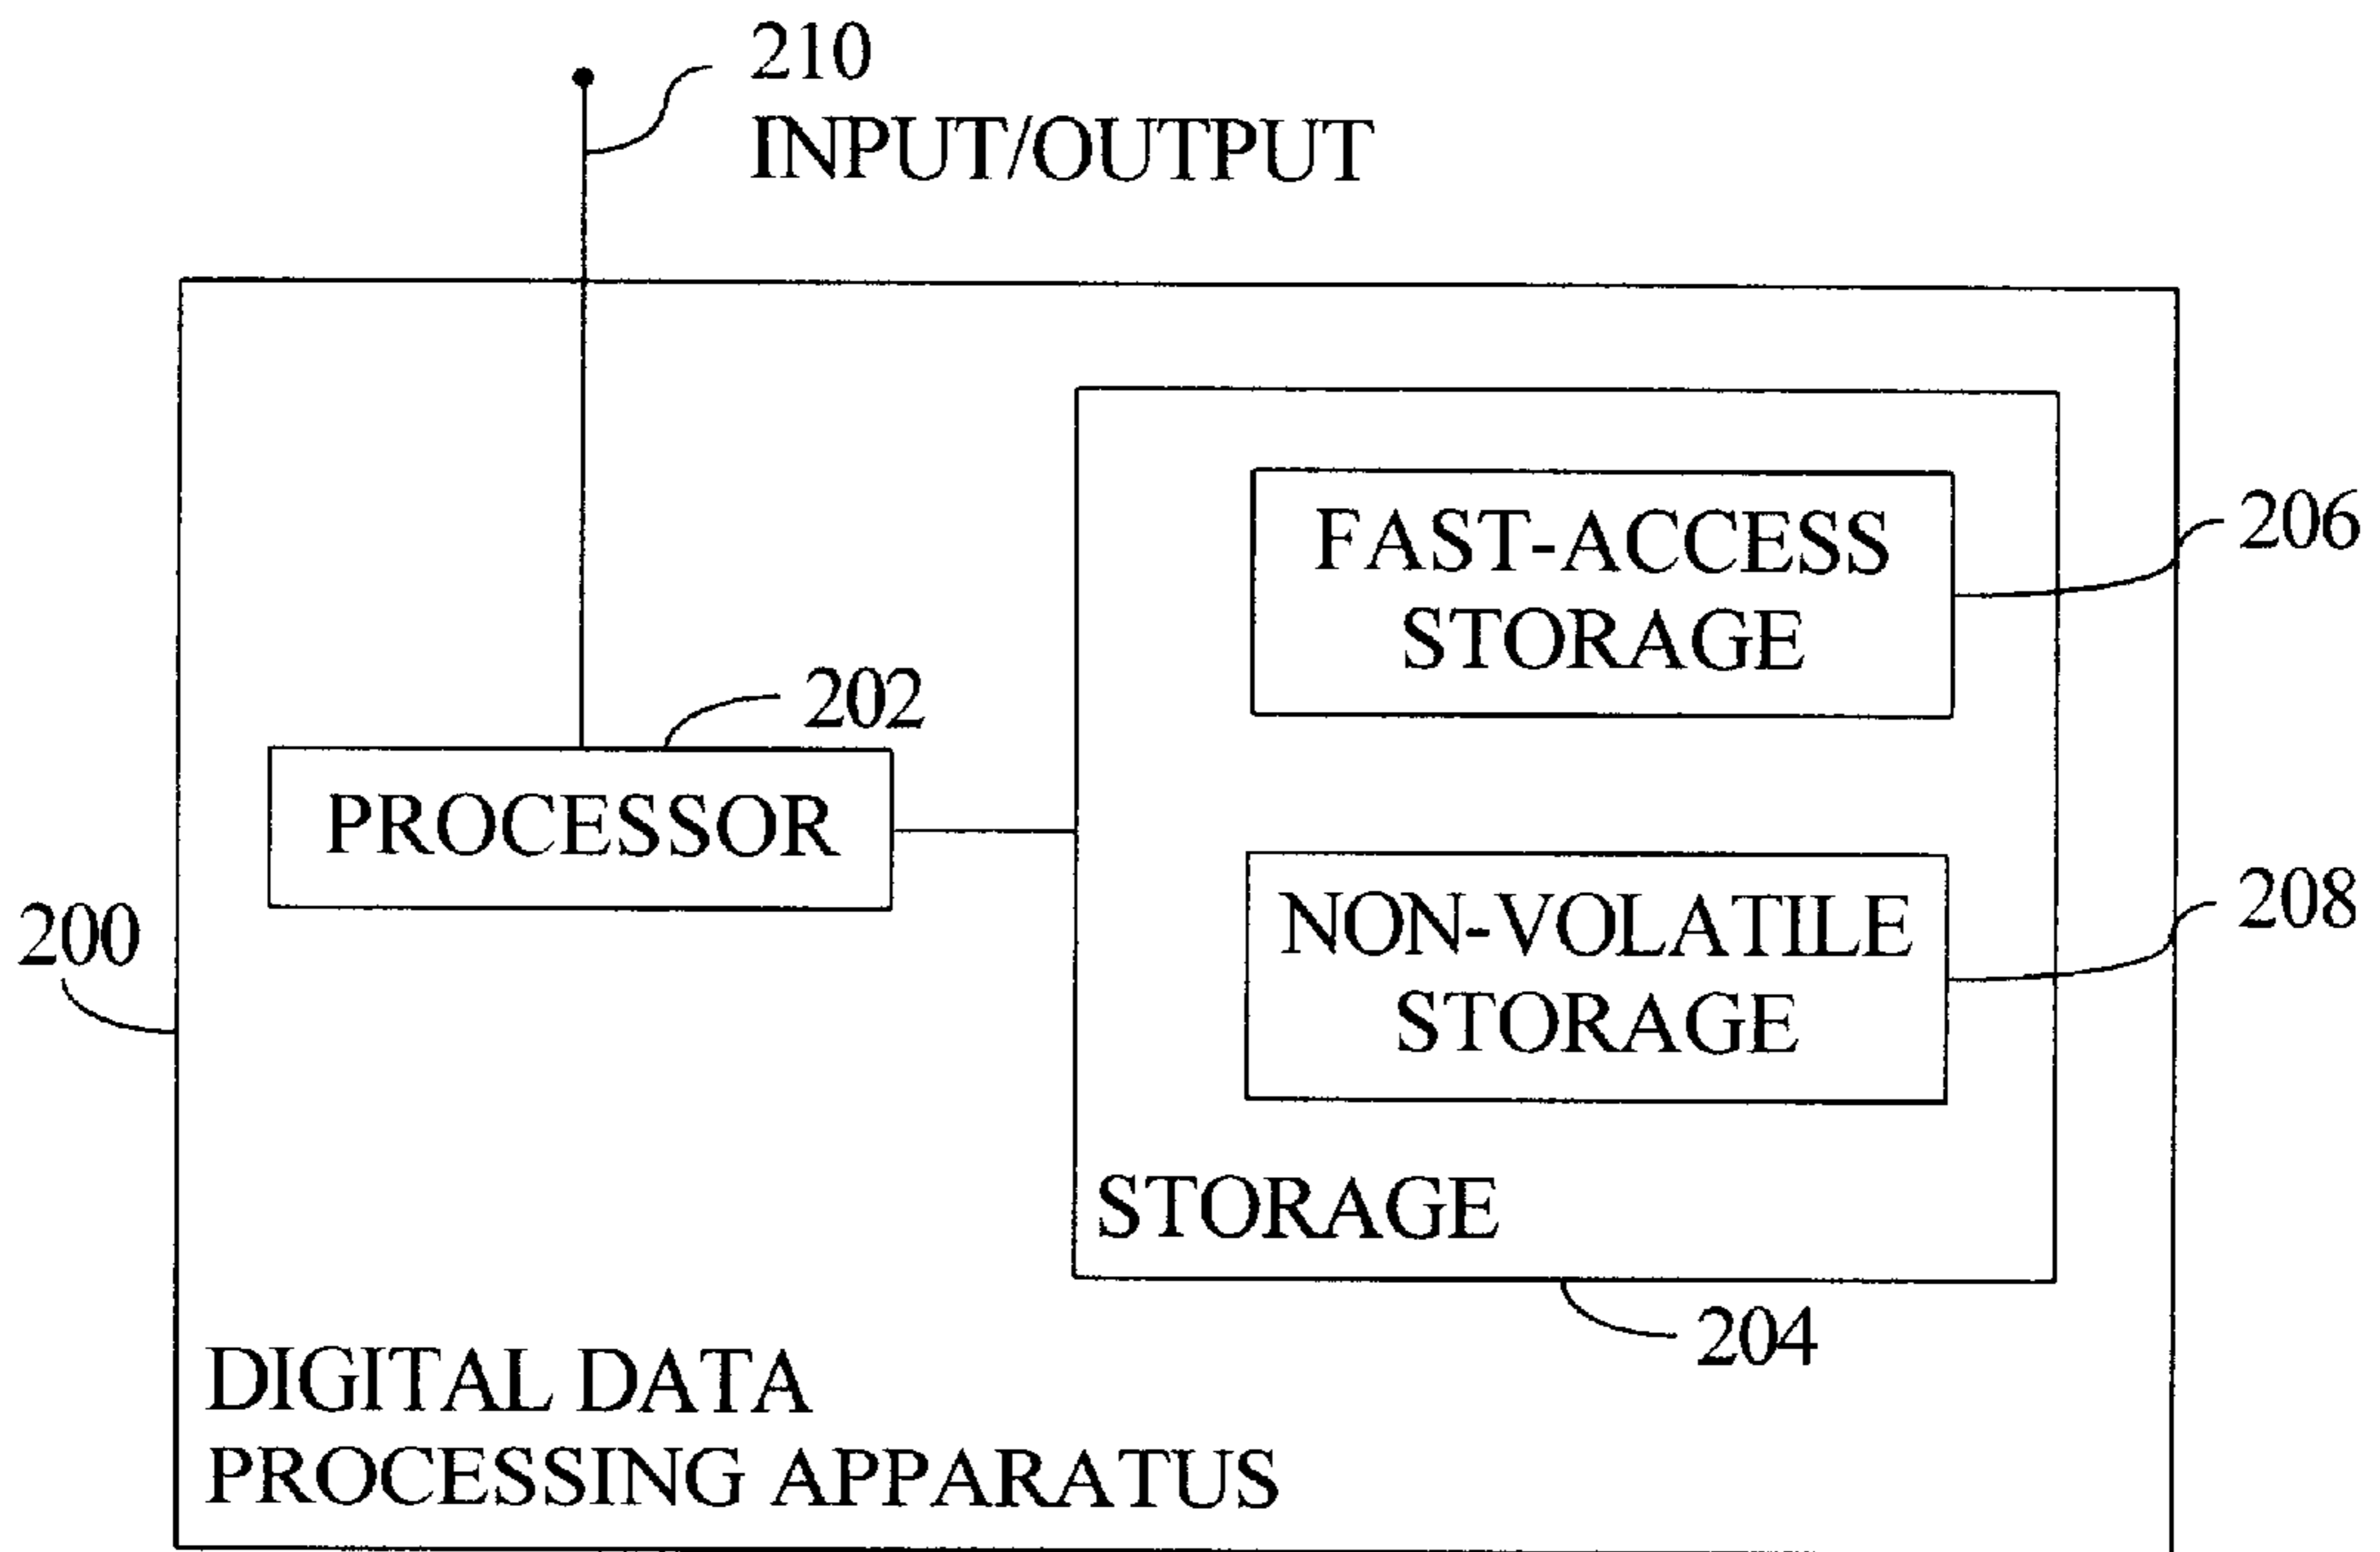 210
INPUT/OUTPUT
FAST-ACCESS
STORAGE
206
202
PROCESSOR
200
NON-VOLATILE
STORAGE
208
STORAGE
204
DIGITAL DATA
PROCESSING APPARATUS